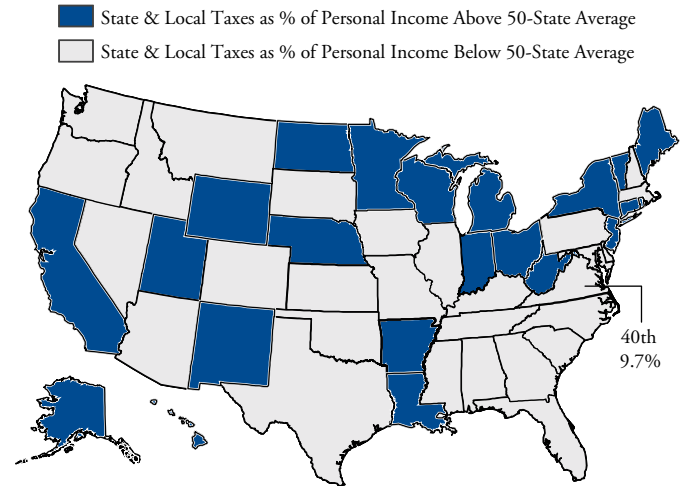 State & Local Taxes as % of Personal Income Above 50-State Average
State & Local Taxes as % of Personal Income Below 50-State Average
40th
9.7%